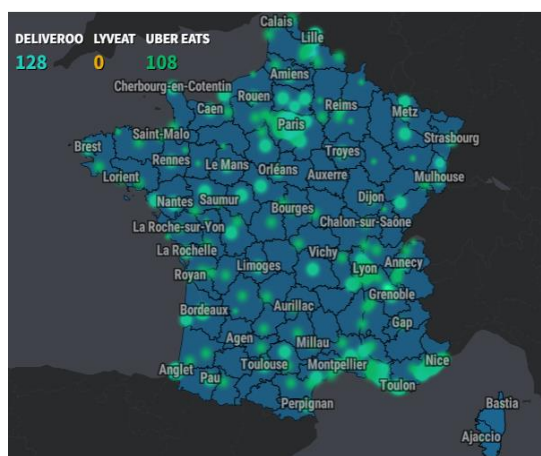 DELIVEROO LYVEAT UBER EATS
128 0 108
Calais
Lille
Amiens
Cherbourg-en-Cotentin
Rouen
Caen
Reims
Metz
Paris
Saint-Malo
Strasbourg
Brest
Rennes
Le Mans
Troyes
Lorient
Orléans
Auxerre
Mulhouse
Nantes
Saumur
Dijon
Bourges
La Roche-sur-Yon
Chalon-sur-Saône
La Rochelle
Vichy
Limoges
Lyon
Annecy
Royan
Grenoble
Bordeaux
Aurillac
Gap
Agen
Millau
Anglet
Toulouse
Montpellier
Nice
Pau
Toulon
Perpignan
Bastia
Ajaccio